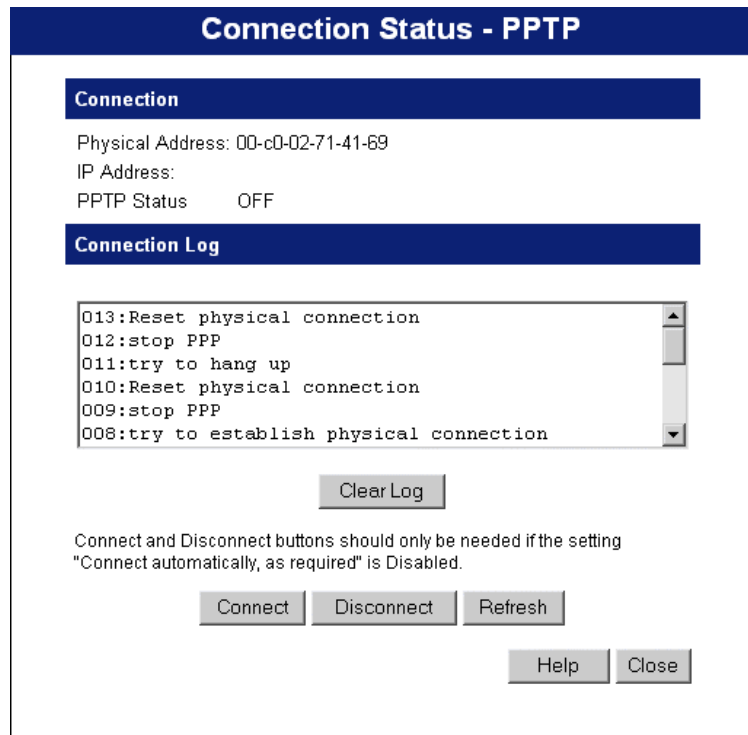 Connection Status - PPTP
Connection
Physical Address: 00-c0-02-71-41-69
IP Address:
PPTP Status OFF
Connection Log
013:Reset physical connection
012:stop PPP
011:try to hang up
010:Reset physical connection
009:stop PPP
008:try to establish physical connection
Clear Log
Connect and Disconnect buttons should only be needed if the setting
"Connect automatically, as required" is Disabled.
Connect Disconnect Refresh
Help Close